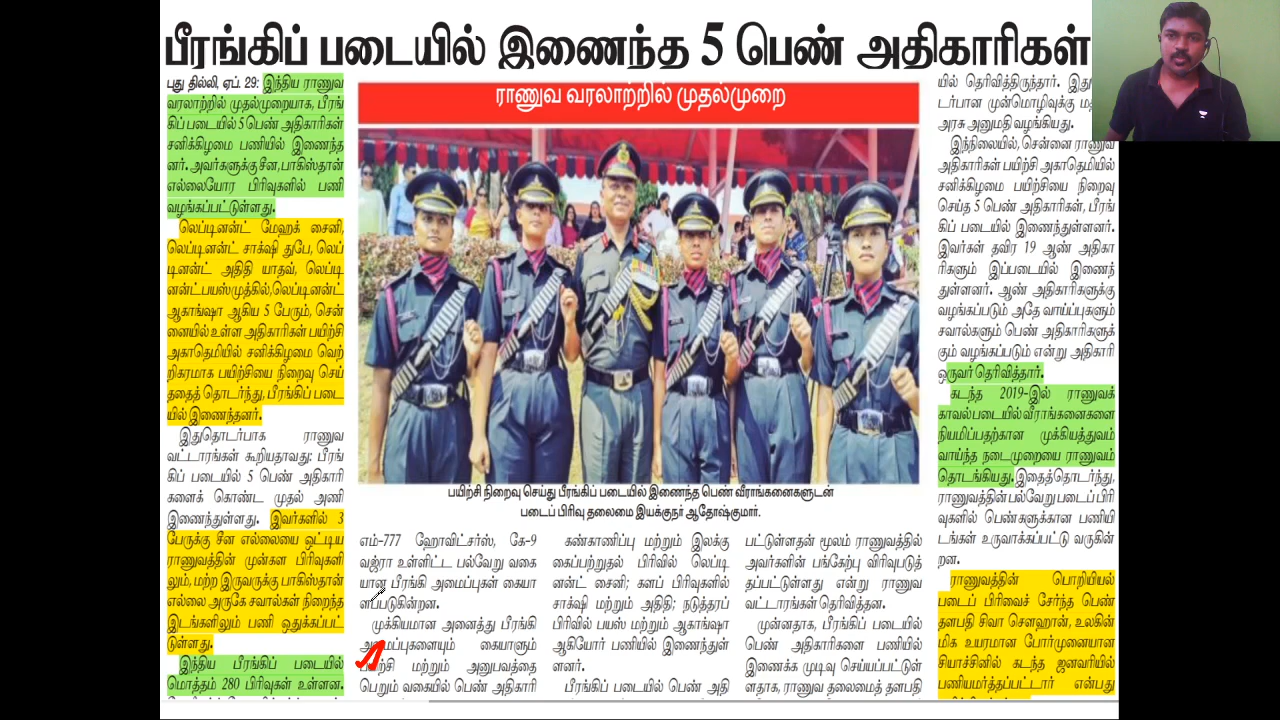 பீரங்கிப் படையில் இணைந்த 5 பெண் அதிகாரிகள்
புது தில்லி, ஏப். 29: இந்திய ராணுவ
வரலாற்றில் முதல்முறையாக, பீரங்
கிப் படையில் 5 பெண் அதிகாரிகள்
சனிக்கிழமை பணியில் இணைந்த
னர். அவர்களுக்கு சீன, பாகிஸ்தான்
எல்லையோர பிரிவுகளில் பணி
வழங்கப்பட்டுள்ளது.
லெப்டினன்ட் மேஹக் சைனி,
லெப்டினன்ட் சாக்ஷி துபே, லெப்
டினன்ட் அதிதி யாதவ், லெப்டி
னன்ட் பயஸ் முத்கில், லெப்டினன்ட்
ஆகாங்ஷா ஆகிய 5 பேரும், சென்
னையில் உள்ள அதிகாரிகள் பயிற்சி
அகாதெமியில் சனிக்கிழமை வெற்
றிகரமாக பயிற்சியை நிறைவு செய்
ததைத் தொடர்ந்து, பீரங்கிப் படை
யில் இணைந்தனர்.
இதுதொடர்பாக ராணுவ
வட்டாரங்கள் கூறியதாவது: பீரங்
கிப் படையில் 5 பெண் அதிகாரி
களைக் கொண்ட முதல் அணி
இணைந்துள்ளது. இவர்களில் 3
பேருக்கு சீன எல்லையை ஒட்டிய
ராணுவத்தின் முன்கள பிரிவுகளி
லும், மற்ற இருவருக்கு பாகிஸ்தான்
எல்லை அருகே சவால்கள் நிறைந்த
இடங்களிலும் பணி ஒதுக்கப்பட்
டுள்ளது.
இந்திய பீரங்கிப் படையில்
மொத்தம் 280 பிரிவுகள் உள்ளன.
ராணுவ வரலாற்றில் முதல்முறை
பயிற்சி நிறைவு செய்து பீரங்கிப் படையில் இணைந்த பெண் வீராங்கனைகளுடன்
படைப் பிரிவு தலைமை இயக்குநர் ஆதோஷ்குமார்.
எம்-777 ஹோவிட்சர்ஸ், கே-9
வஜ்ரா உள்ளிட்ட பல்வேறு வகை
யான பீரங்கி அமைப்புகள் கையா
ளப்படுகின்றன.
முக்கியமான அனைத்து பீரங்கி
கையாளும்
மற்றும் அனுபவத்தை
பெறும் வகையில் பெண் அதிகாரி
கண்காணிப்பு மற்றும் இலக்கு
கைப்பற்றுதல் பிரிவில் லெப்டி
னன்ட் சைனி; களப் பிரிவுகளில்
சாக்ஷி மற்றும் அதிதி; நடுத்தரப்
பிரிவில் பயஸ் மற்றும் ஆகாங்ஷா
ஆகியோர் பணியில் இணைந்துள்
ளனர்.
பீரங்கிப் படையில் பெண் அதி
பட்டுள்ளதன் மூலம் ராணுவத்தில்
அவர்களின் பங்கேற்பு விரிவுபடுத்
தப்பட்டுள்ளது என்று ராணுவ
வட்டாரங்கள் தெரிவித்தன.
முன்னதாக, பீரங்கிப் படையில்
பெண் அதிகாரிகளை பணியில்
இணைக்க முடிவு செய்யப்பட்டுள்
ளதாக, ராணுவ தலைமைத் தளபதி
யில் தெரிவித்திருந்தார்.
டர்பான முன்மொழிவுக்கு
அரசு அனுமதி வழங்கியது.
இந்நிலையில், சென்னை ராணுவ
அதிகாரிகள் பயிற்சி அகாதெமியில்
சனிக்கிழமை பயிற்சியை நிறைவு
செய்த 5 பெண் அதிகாரிகள், பீரங்
கிப் படையில் இணைந்துள்ளனர்.
இவர்கள் தவிர 19 ஆண் அதிகா
ரிகளும் இப்படையில் இணைந்
துள்ளனர். ஆண் அதிகாரிகளுக்கு
வழங்கப்படும் அதே வாய்ப்புகளும்
சவால்களும் பெண் அதிகாரிகளுக்
கும் வழங்கப்படும் என்று அதிகாரி
ஒருவர் தெரிவித்தார்.
கடந்த 2019-இல் ராணுவக்
காவல் படையில் வீராங்கனைகளை
நியமிப்பதற்கான முக்கியத்துவம்
வாய்ந்த நடைமுறையை ராணுவம்
தொடங்கியது. இதைத்தொடர்ந்து,
ராணுவத்தின் பல்வேறு படைப் பிரி
வுகளில் பெண்களுக்கான பணியி
டங்கள் உருவாக்கப்பட்டு வருகின்
றன.
ராணுவத்தின் பொறியியல்
படைப் பிரிவைச் சேர்ந்த பெண்
தளபதி சிவா சௌஹான், உலகின்
மிக உயரமான போர்முனையான
சியாச்சினில் கடந்த ஜனவரியில்
பணியமர்த்தப்பட்டார் என்பது